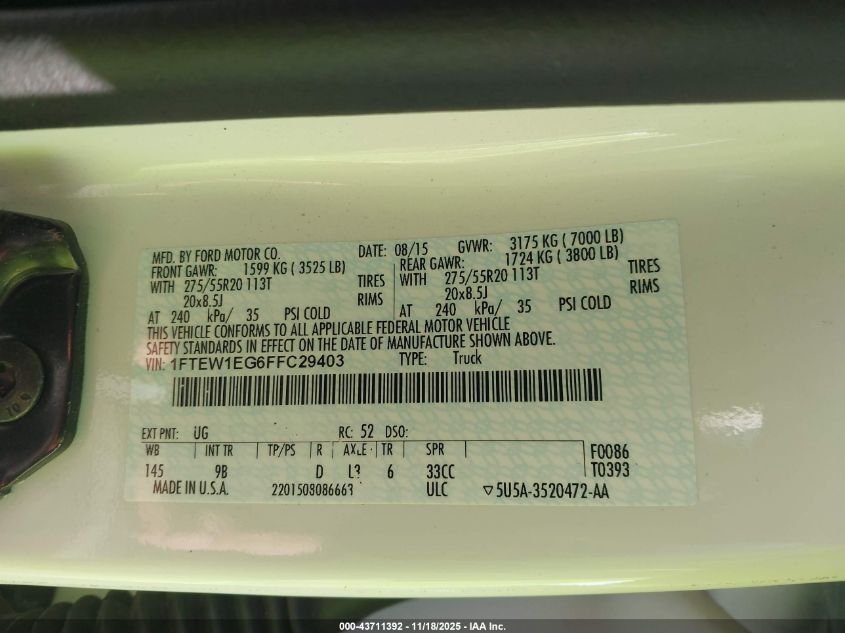 MFD. BY FORD MOTOR CO. DATE: 08/15 GVWR: 3175 KG ( 7000 LB)
FRONT GAWR: 1599 KG ( 3525 LB) REAR GAWR: 1724 KG ( 3800 LB)
WITH 275/55R20 113T TIRES WITH 275/55R20 113T TIRES
20x8.5J RIMS 20x8.5J RIMS
AT 240 kPa/ 35 PSI COLD AT 240 kPa/ 35 PSI COLD
THIS VEHICLE CONFORMS TO ALL APPLICABLE FEDERAL MOTOR VEHICLE
SAFETY STANDARDS IN EFFECT ON THE DATE OF MANUFACTURE SHOWN ABOVE.
VIN: 1FTEW1EG6FFC29403 TYPE: Truck
EXT PNT: UG RC: 52 DSO:
WB INT TR TP/PS R AXLE TR SPR F0086
145 9B D L3 6 33CC T0393
MADE IN U.S.A. 2201508086663 ULC ▽5U5A-3520472-AA
000-43711392 - 11/18/2025 - IAA Inc.